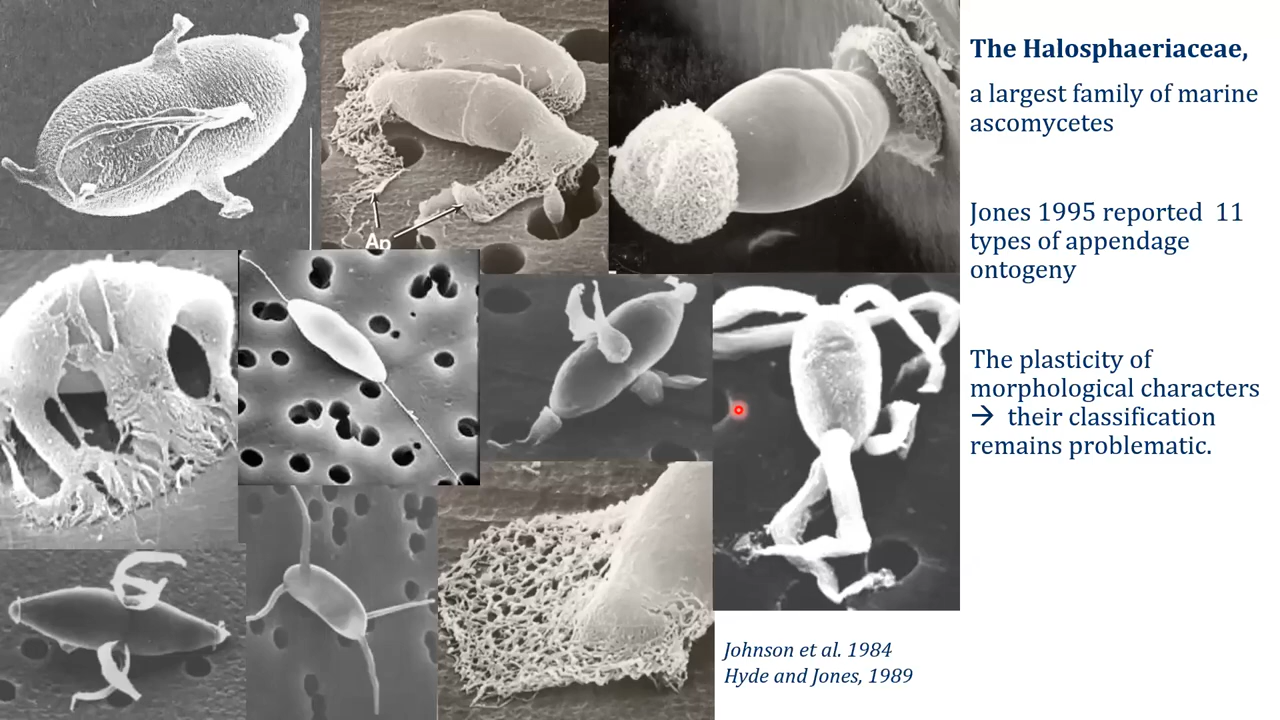 The Halosphaeriaceae,
a largest family of marine
ascomycetes
Jones 1995 reported 11
types of appendage
ontogeny
The plasticity of
morphological characters
→ their classification
remains problematic.
Ap
Johnson et al. 1984
Hyde and Jones, 1989